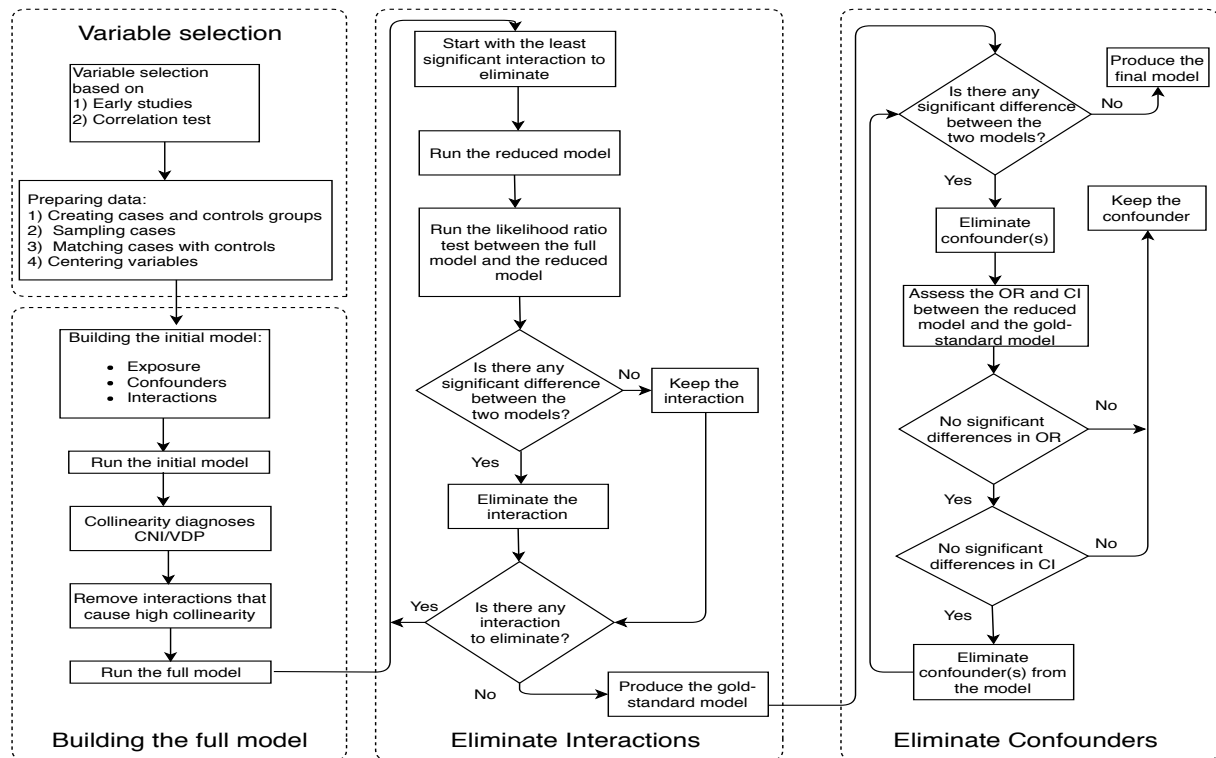 Variable selection
Variable selection
based on
1) Early studies
2) Correlation test
Preparing data:
1) Creating cases and controls groups
2) Sampling cases
3) Matching cases with controls
4) Centering variables
Building the initial model:
• Exposure
• Confounders
• Interactions
Run the initial model
Collinearity diagnoses
CNI/VDP
Remove interactions that
cause high collinearity
Run the full model
Building the full model
Start with the least
significant interaction to
eliminate
Run the reduced model
Run the likelihood ratio
test between the full
model and the reduced
model
Is there any
significant difference
between the
two models?
No
Keep the
interaction
Yes
Eliminate the
interaction
Is there any
interaction
to eliminate?
Yes
No
Produce the gold-
standard model
Eliminate Interactions
Is there any
significant difference
between the
two models?
No
Produce the
final model
Yes
Eliminate
confounder(s)
Keep the
confounder
Assess the OR and CI
between the reduced
model and the gold-
standard model
No significant
differences in OR
No
Yes
No significant
differences in CI
No
Yes
Eliminate
confounder(s) from
the model
Eliminate Confounders